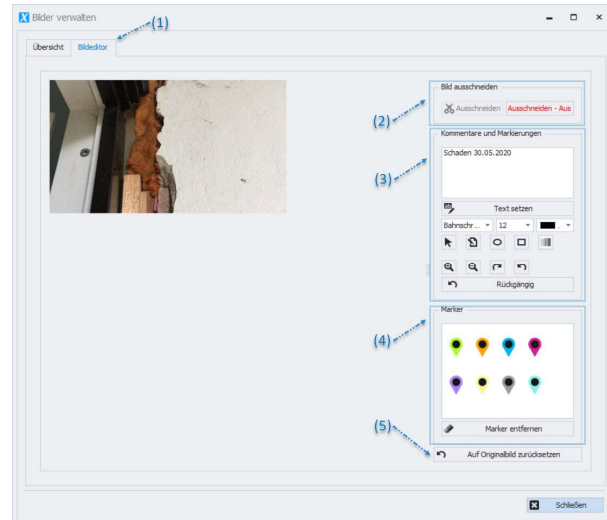 Bilder verwalten
(1)
Übersicht Bildeditor
Bild ausschneiden
Ausschneiden Ausschneiden - Aus
(2)
Kommentare und Markierungen
Schaden 30.05.2020
(3)
Text setzen
Bahnschr... 12
Rückgängig
Marker
(4)
Marker entfernen
(5)
Auf Originalbild zurücksetzen
Schließen